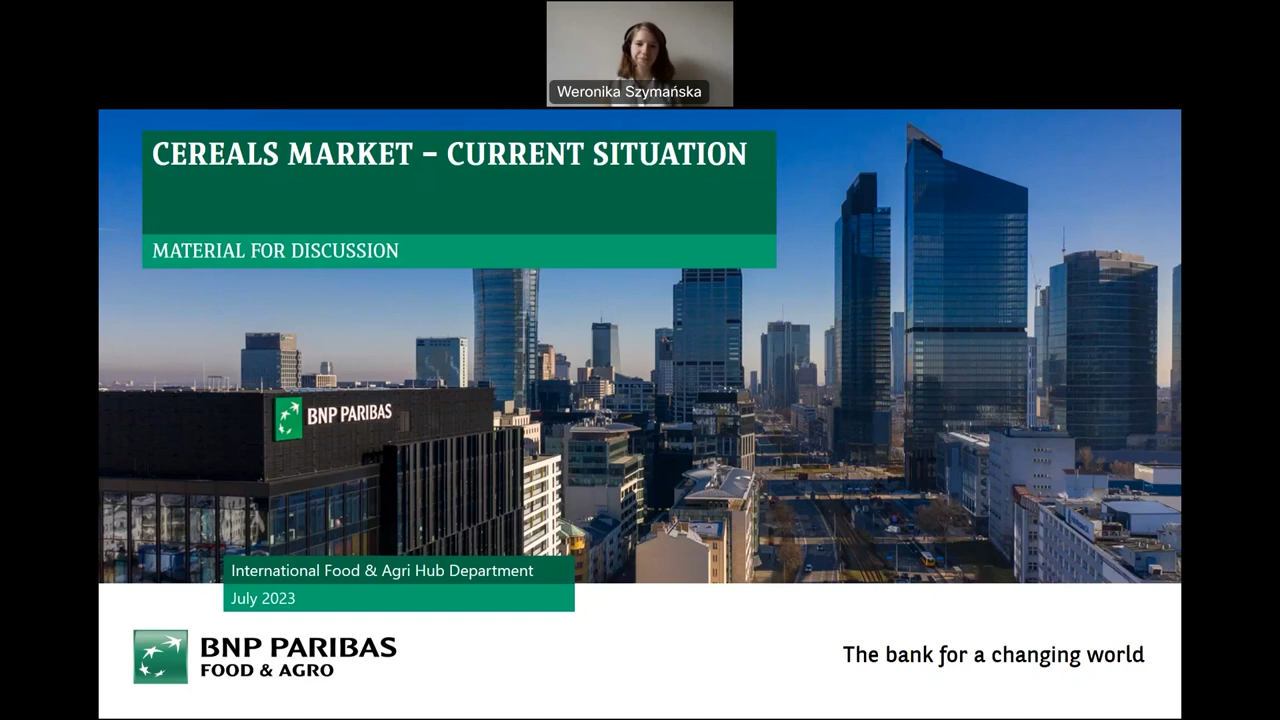 Weronika Szymańska
CEREALS MARKET – CURRENT SITUATION
MATERIAL FOR DISCUSSION
BNP PARIBAS
International Food & Agri Hub Department
July 2023
BNP PARIBAS
FOOD & AGRO
The bank for a changing world